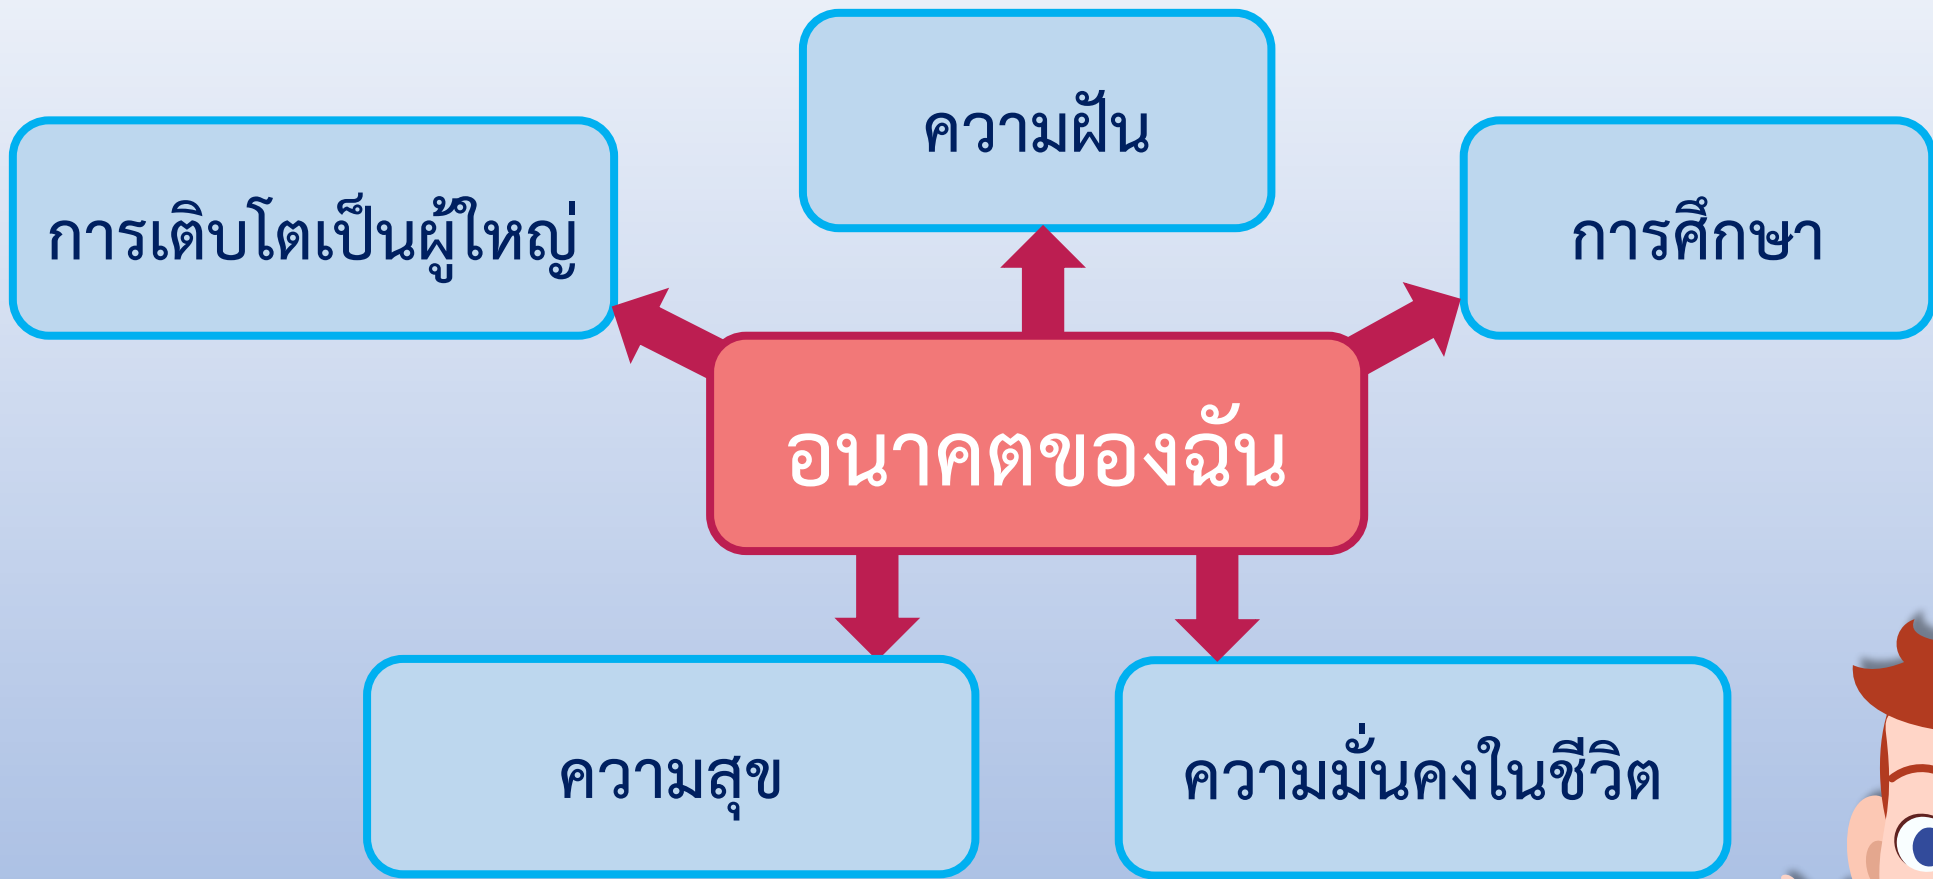 ความฝัน
การเติบโตเป็นผู้ใหญ่
การศึกษา
อนาคตของฉัน
ความสุข
ความมั่นคงในชีวิต